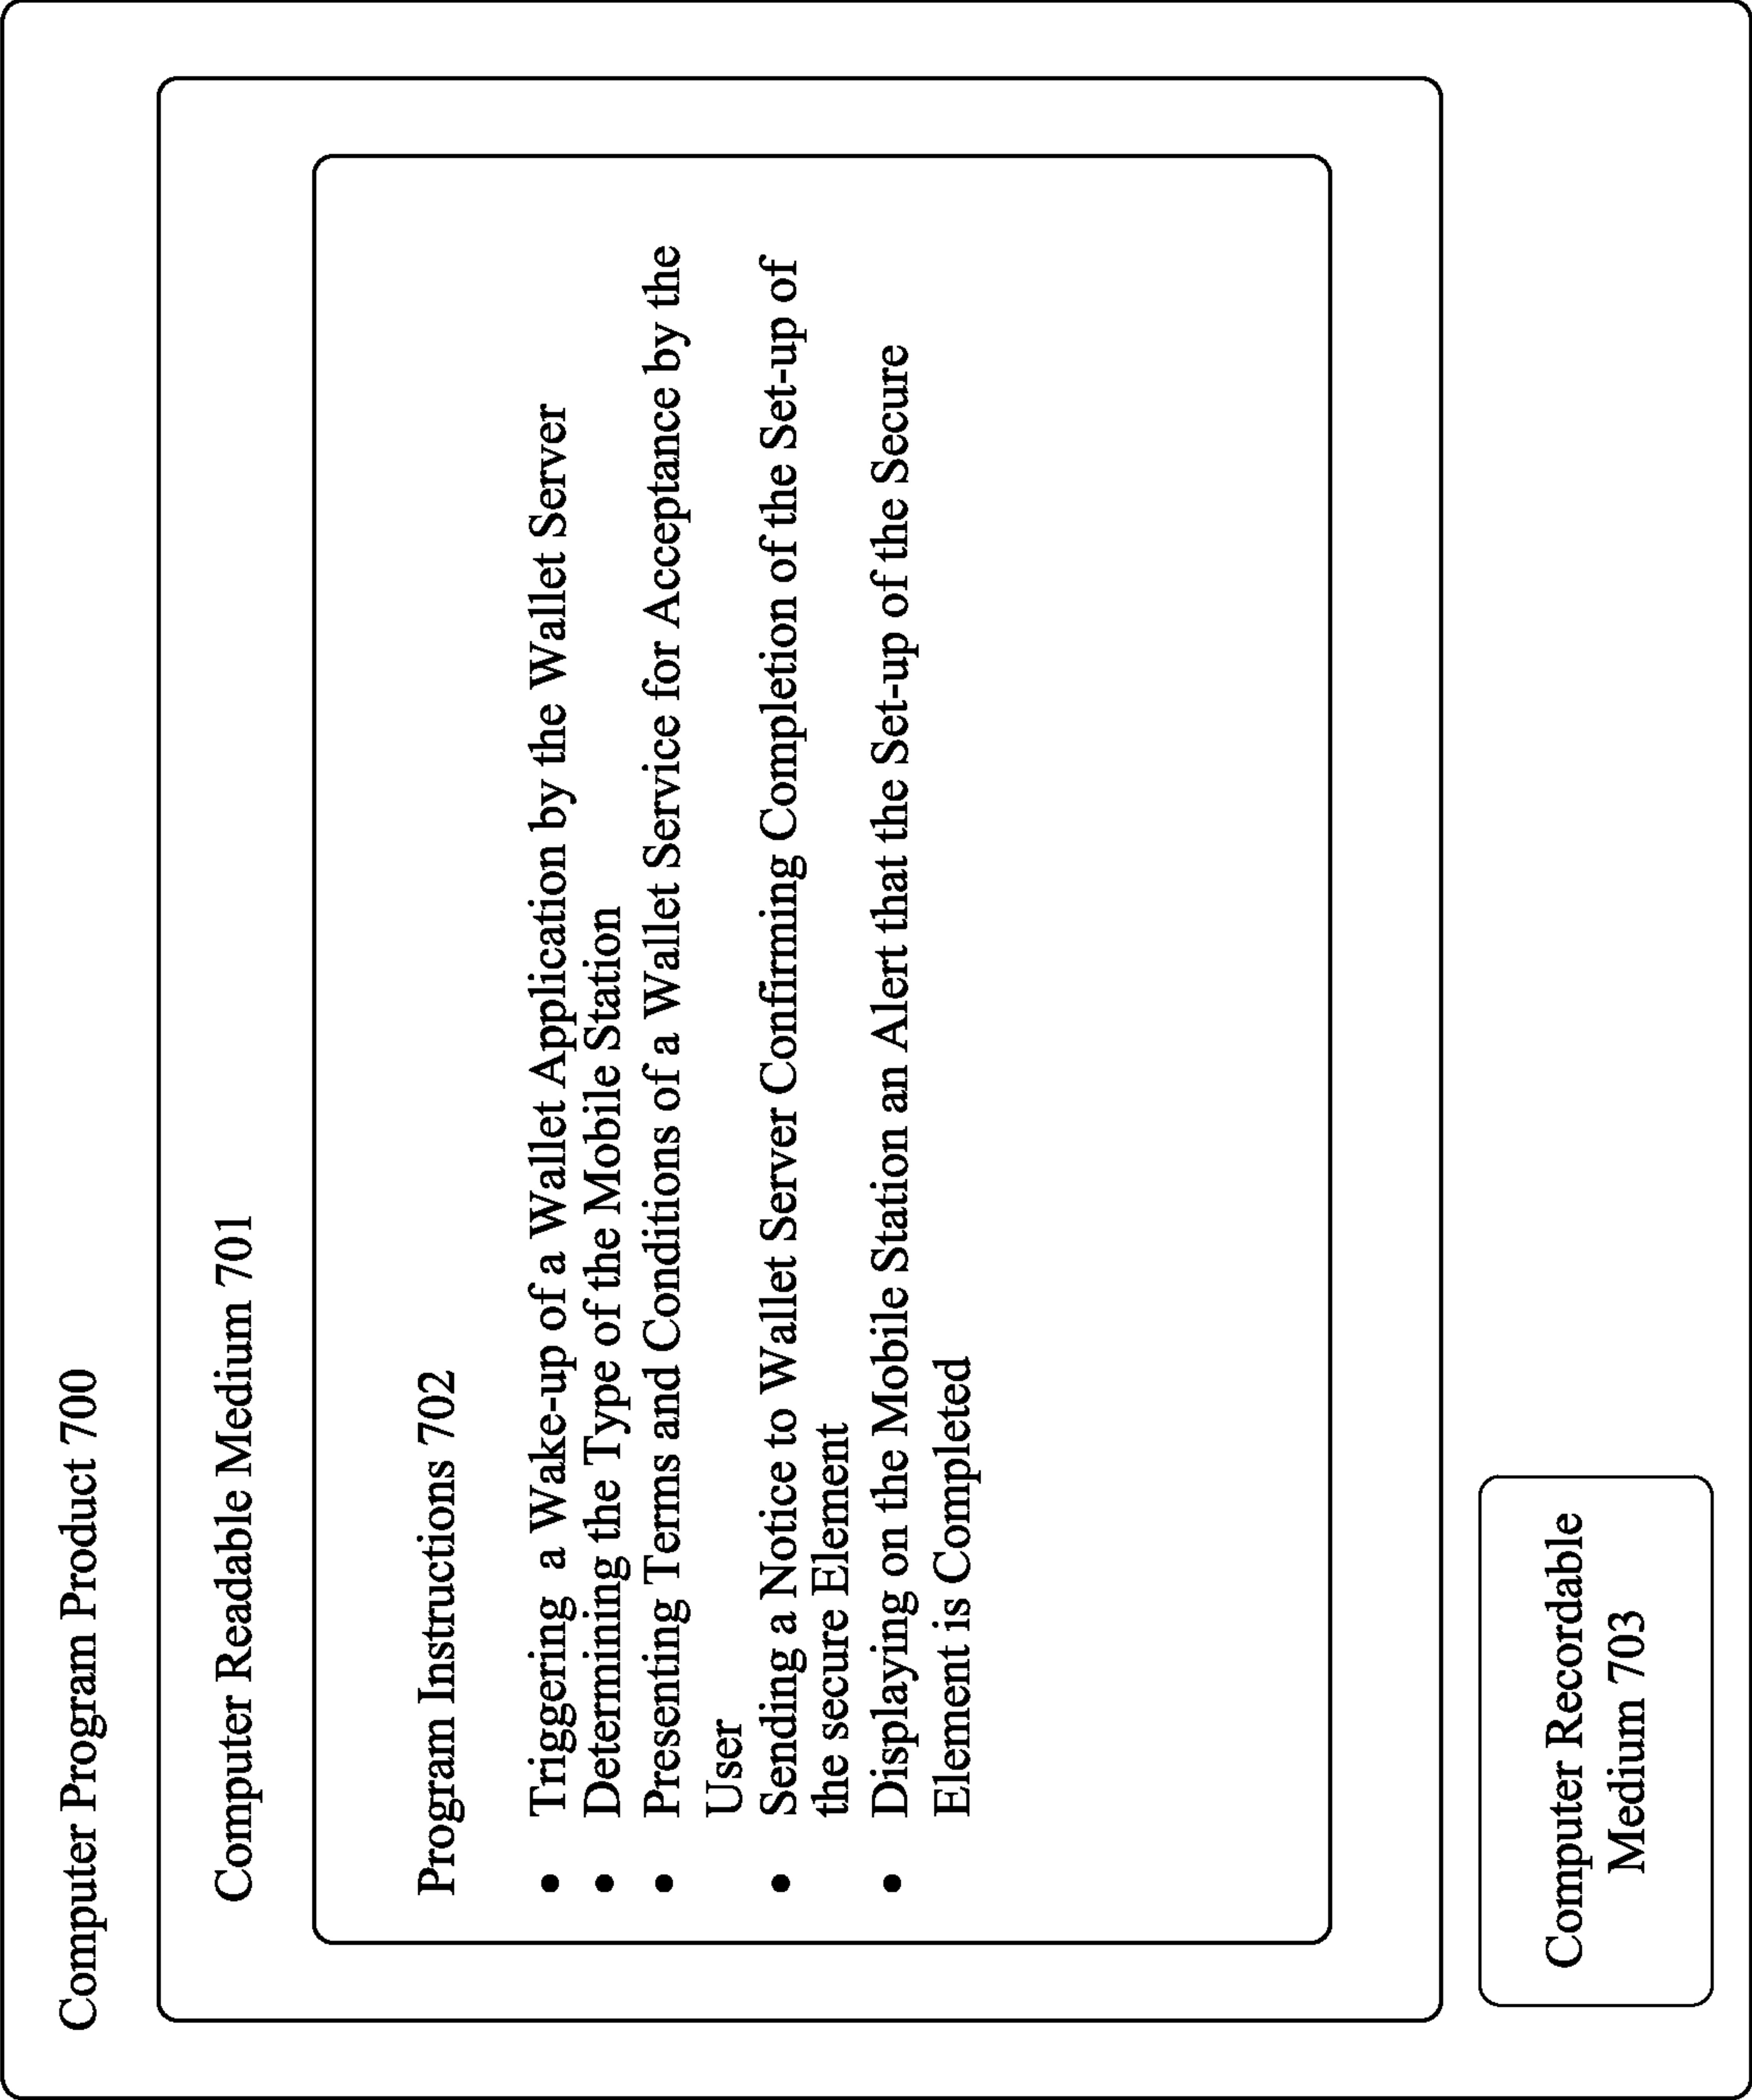 Computer Program Product 700
Computer Readable Medium 701
Program Instructions 702
• Triggering a Wake-up of a Wallet Application by the Wallet Server
• Determining the Type of the Mobile Station
• Presenting Terms and Conditions of a Wallet Service for Acceptance by the
User
• Sending a Notice to Wallet Server Confirming Completion of the Set-up of
the secure Element
• Displaying on the Mobile Station an Alert that the Set-up of the Secure
Element is Completed
Computer Recordable
Medium 703